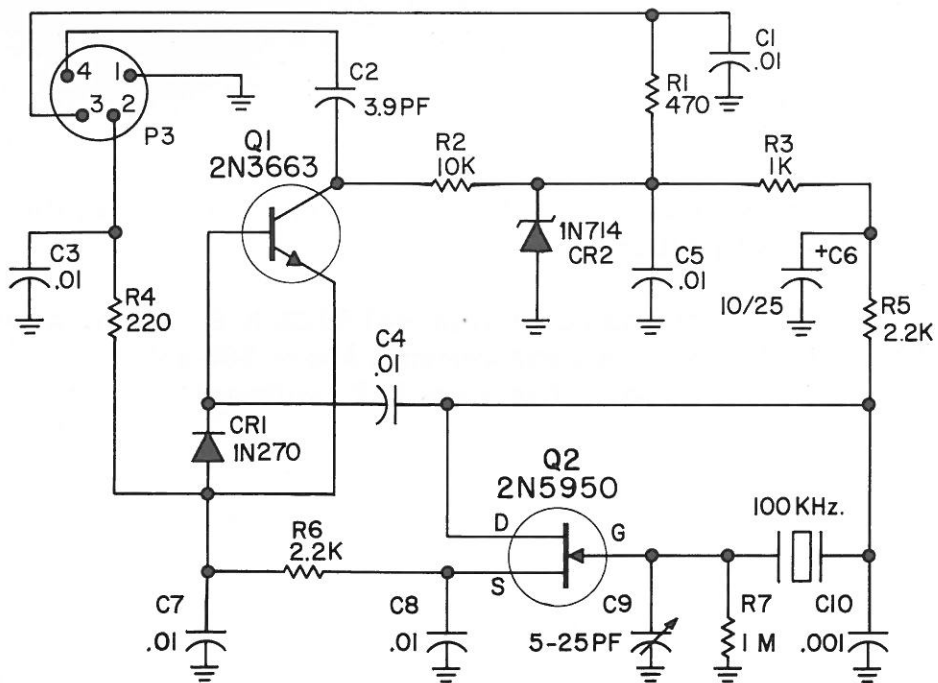 C1
.01
4
1
3
2
P3
C2
3.9PF
R1
470
Q1
2N3663
R2
10K
R3
1K
C3
.01
1N714
CR2
C5
.01
+C6
10/25
R4
220
R5
2.2K
C4
.01
CR1
1N270
Q2
2N5950
D
G
S
100KHz.
R6
2.2K
C7
.01
C8
.01
C9
5-25PF
R7
1 M
C10
.001